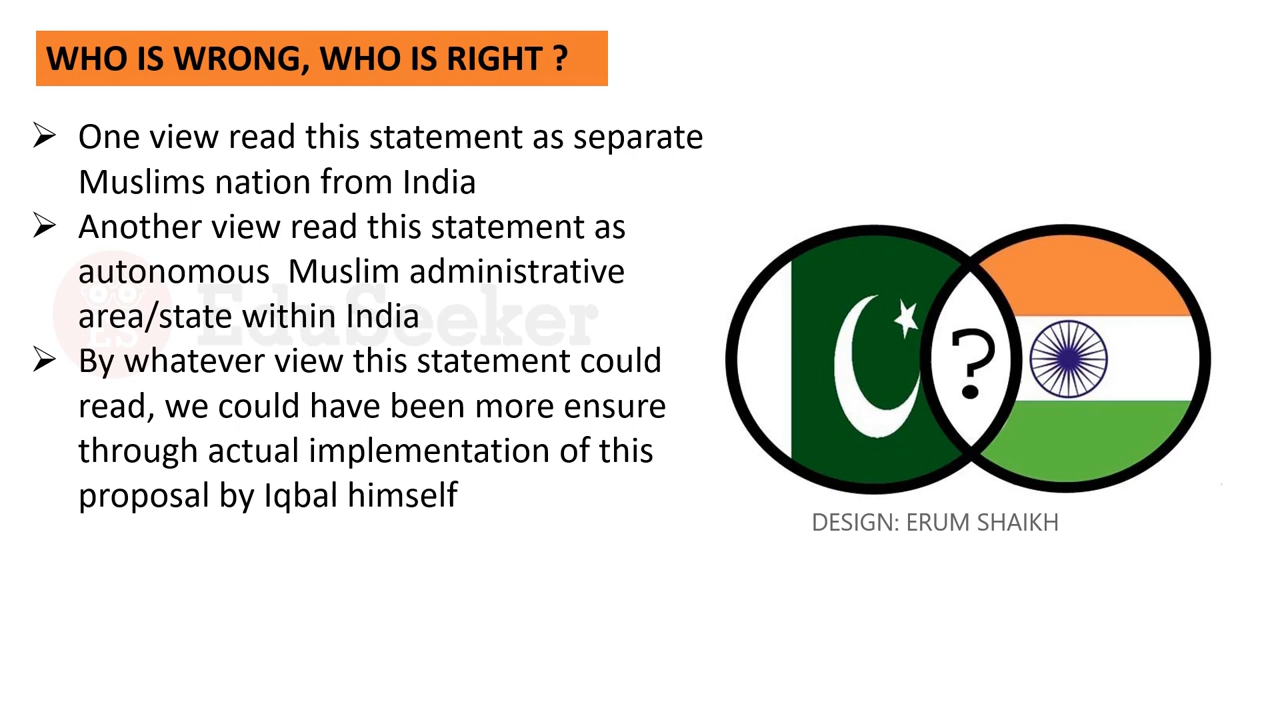 WHO IS WRONG, WHO IS RIGHT ?
➢ One view read this statement as separate
Muslims nation from India
➢ Another view read this statement as
autonomous  Muslim administrative
area/state within India
➢ By whatever view this statement could
read, we could have been more ensure
through actual implementation of this
proposal by Iqbal himself
EduSeeker
ES
?
DESIGN: ERUM SHAIKH